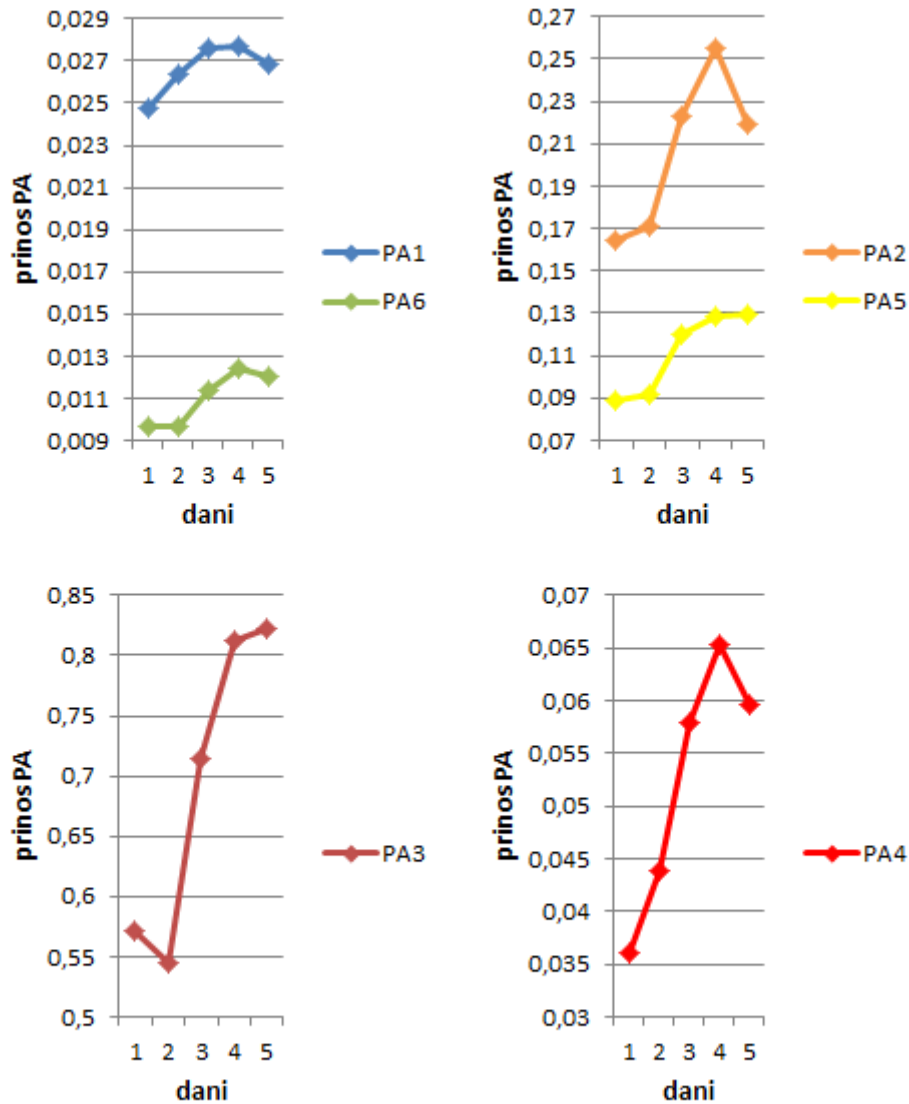 0,029
0,027
0,025
0,023
0,021
0,019
0,017
0,015
0,013
0,011
0,009
prinos PA
1 2 3 4 5
dani
PA1
PA6
0,27
0,25
0,23
0,21
0,19
0,17
0,15
0,13
0,11
0,09
0,07
prinos PA
1 2 3 4 5
dani
PA2
PA5
0,85
0,8
0,75
0,7
0,65
0,6
0,55
0,5
prinos PA
1 2 3 4 5
dani
PA3
0,07
0,065
0,06
0,055
0,05
0,045
0,04
0,035
0,03
prinos PA
1 2 3 4 5
dani
PA4